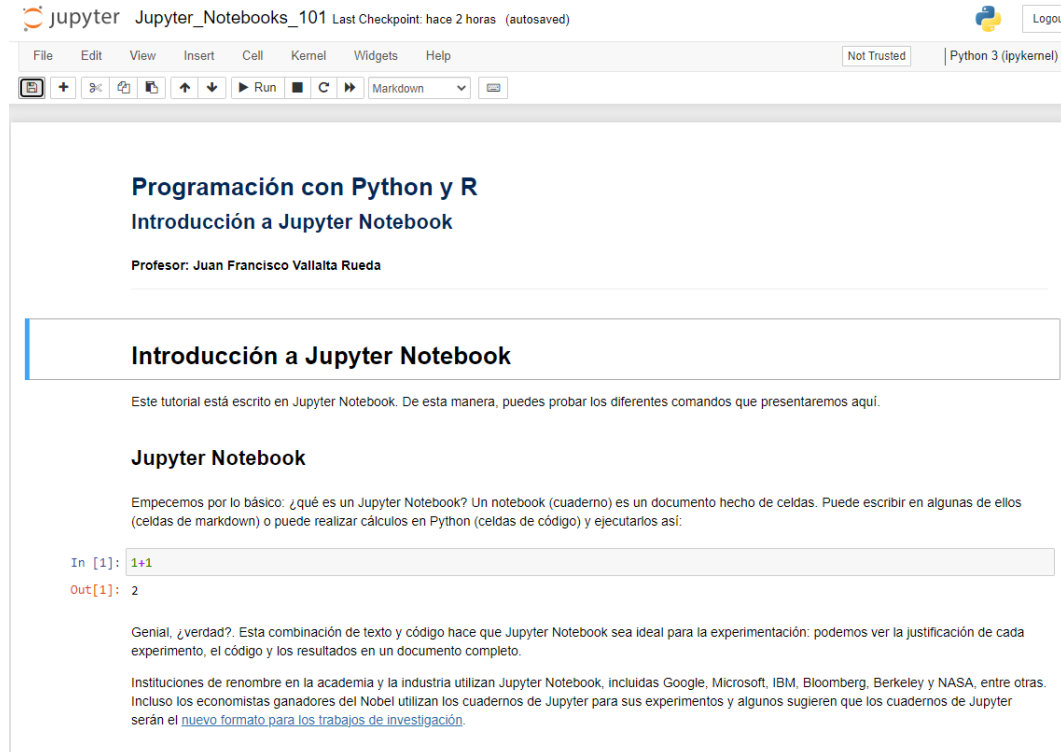 jupyter Jupyter_Notebooks_101 Last Checkpoint: hace 2 horas (autosaved)
Logou
File Edit View Insert Cell Kernel Widgets Help Not Trusted Python 3 (ipykernel)
Run Markdown
Programación con Python y R
Introducción a Jupyter Notebook
Profesor: Juan Francisco Vallalta Rueda
Introducción a Jupyter Notebook
Este tutorial está escrito en Jupyter Notebook. De esta manera, puedes probar los diferentes comandos que presentaremos aquí.
Jupyter Notebook
Empecemos por lo básico: ¿qué es un Jupyter Notebook? Un notebook (cuaderno) es un documento hecho de celdas. Puede escribir en algunas de ellos
(celdas de markdown) o puede realizar cálculos en Python (celdas de código) y ejecutarlos así:
In [1]: 1+1
Out[1]: 2
Genial, ¿verdad?. Esta combinación de texto y código hace que Jupyter Notebook sea ideal para la experimentación: podemos ver la justificación de cada
experimento, el código y los resultados en un documento completo.
Instituciones de renombre en la academia y la industria utilizan Jupyter Notebook, incluidas Google, Microsoft, IBM, Bloomberg, Berkeley y NASA, entre otras.
Incluso los economistas ganadores del Nobel utilizan los cuadernos de Jupyter para sus experimentos y algunos sugieren que los cuadernos de Jupyter
serán el nuevo formato para los trabajos de investigación.